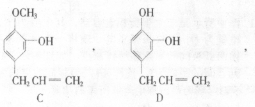 OCH₃ OH
OH OH
CH₂CH=CH₂ , CH₂CH=CH₂ ,
C D